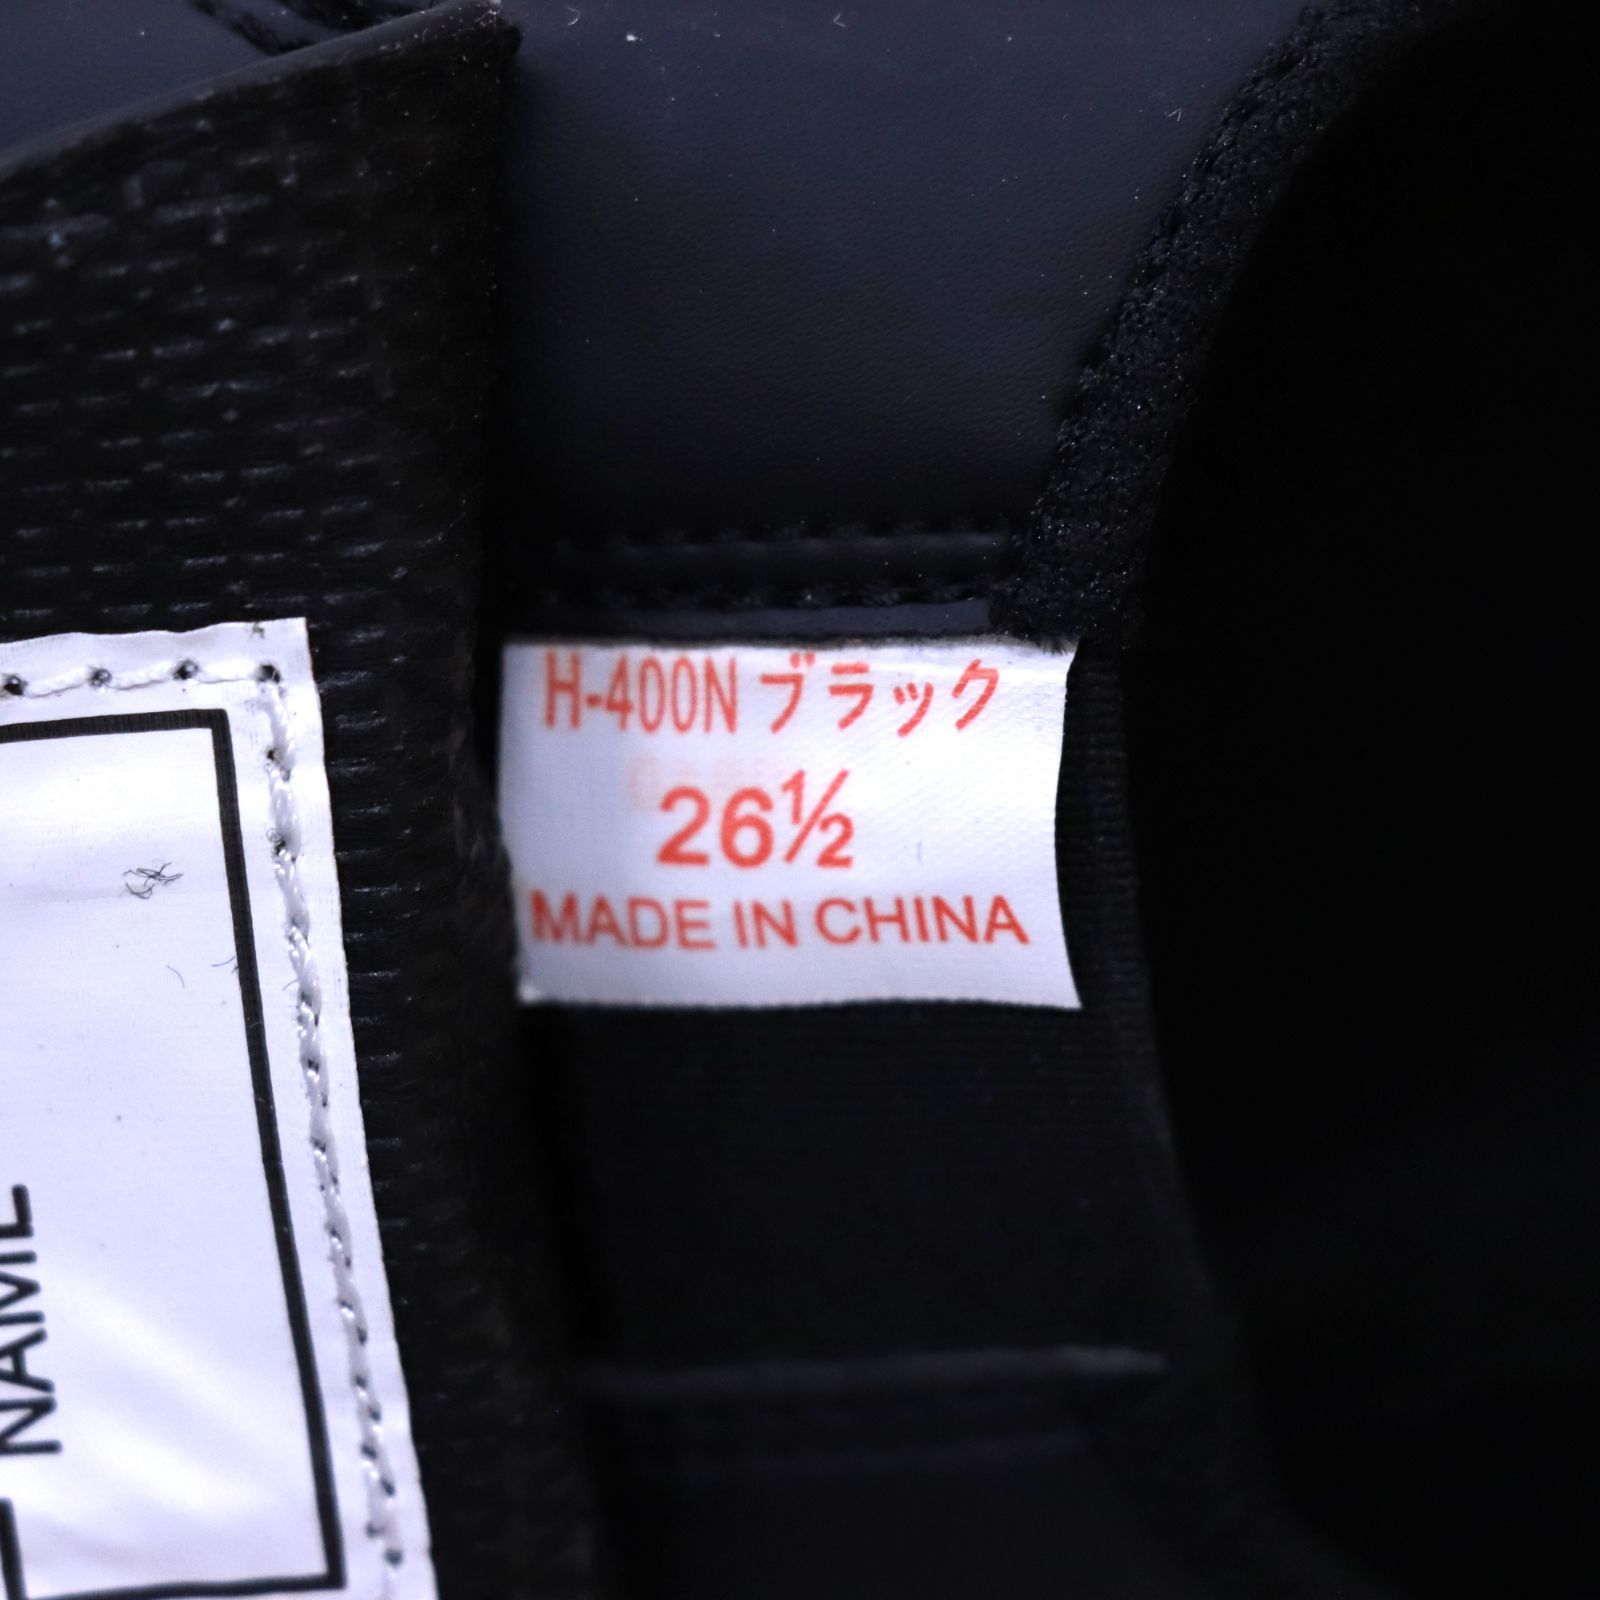 H-400N ブラック
26½
MADE IN CHINA
NAME